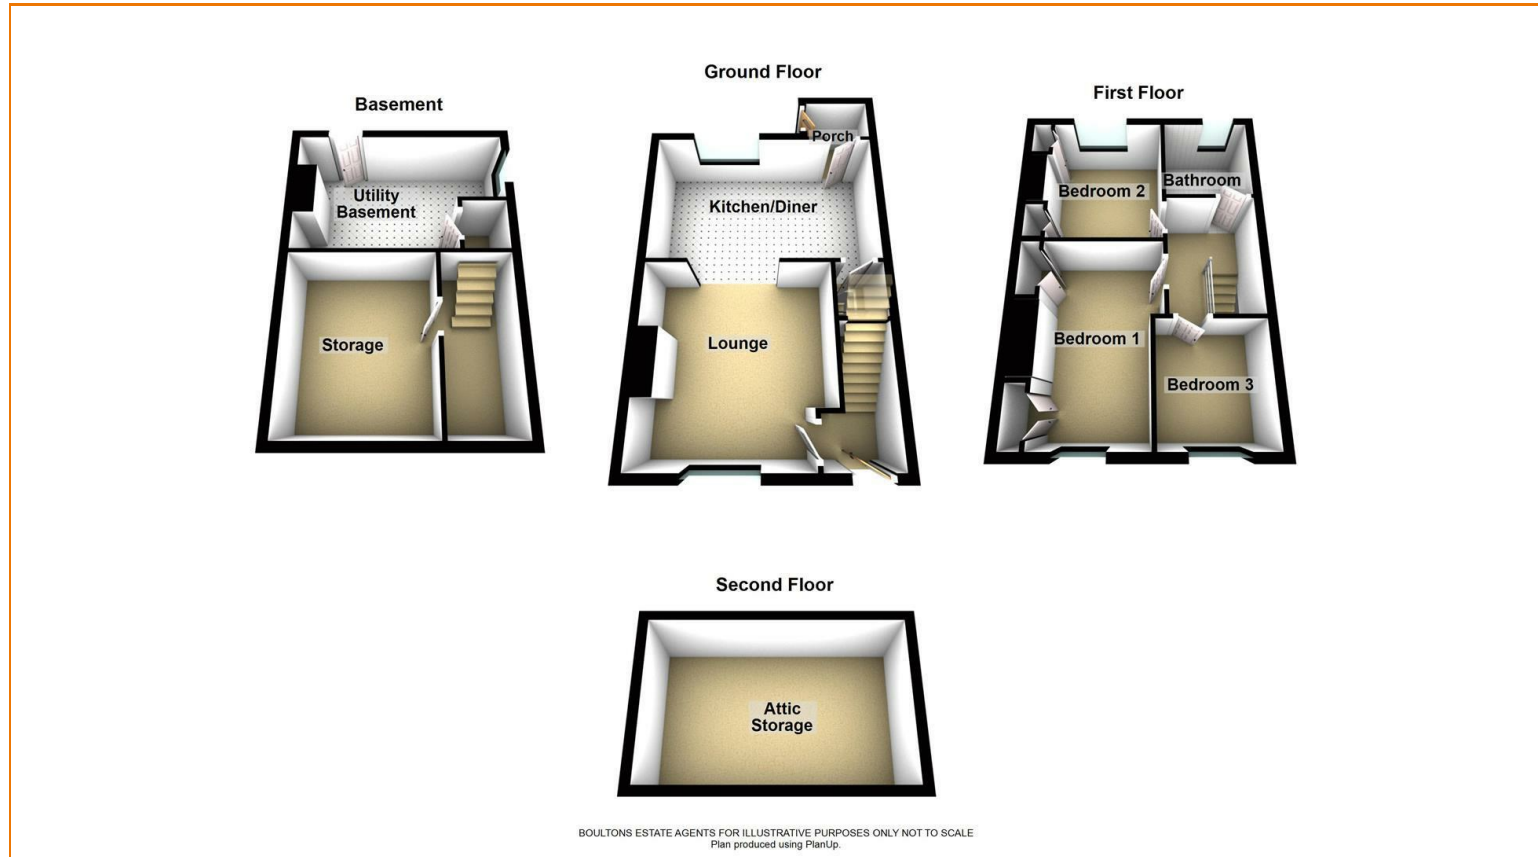 Basement
Utility
Basement
Storage
Ground Floor
Porch
Kitchen/Diner
Lounge
First Floor
Bedroom 2
Bathroom
Bedroom 1
Bedroom 3
Second Floor
Attic
Storage
BOULTONS ESTATE AGENTS FOR ILLUSTRATIVE PURPOSES ONLY NOT TO SCALE
Plan produced using PlanUp.